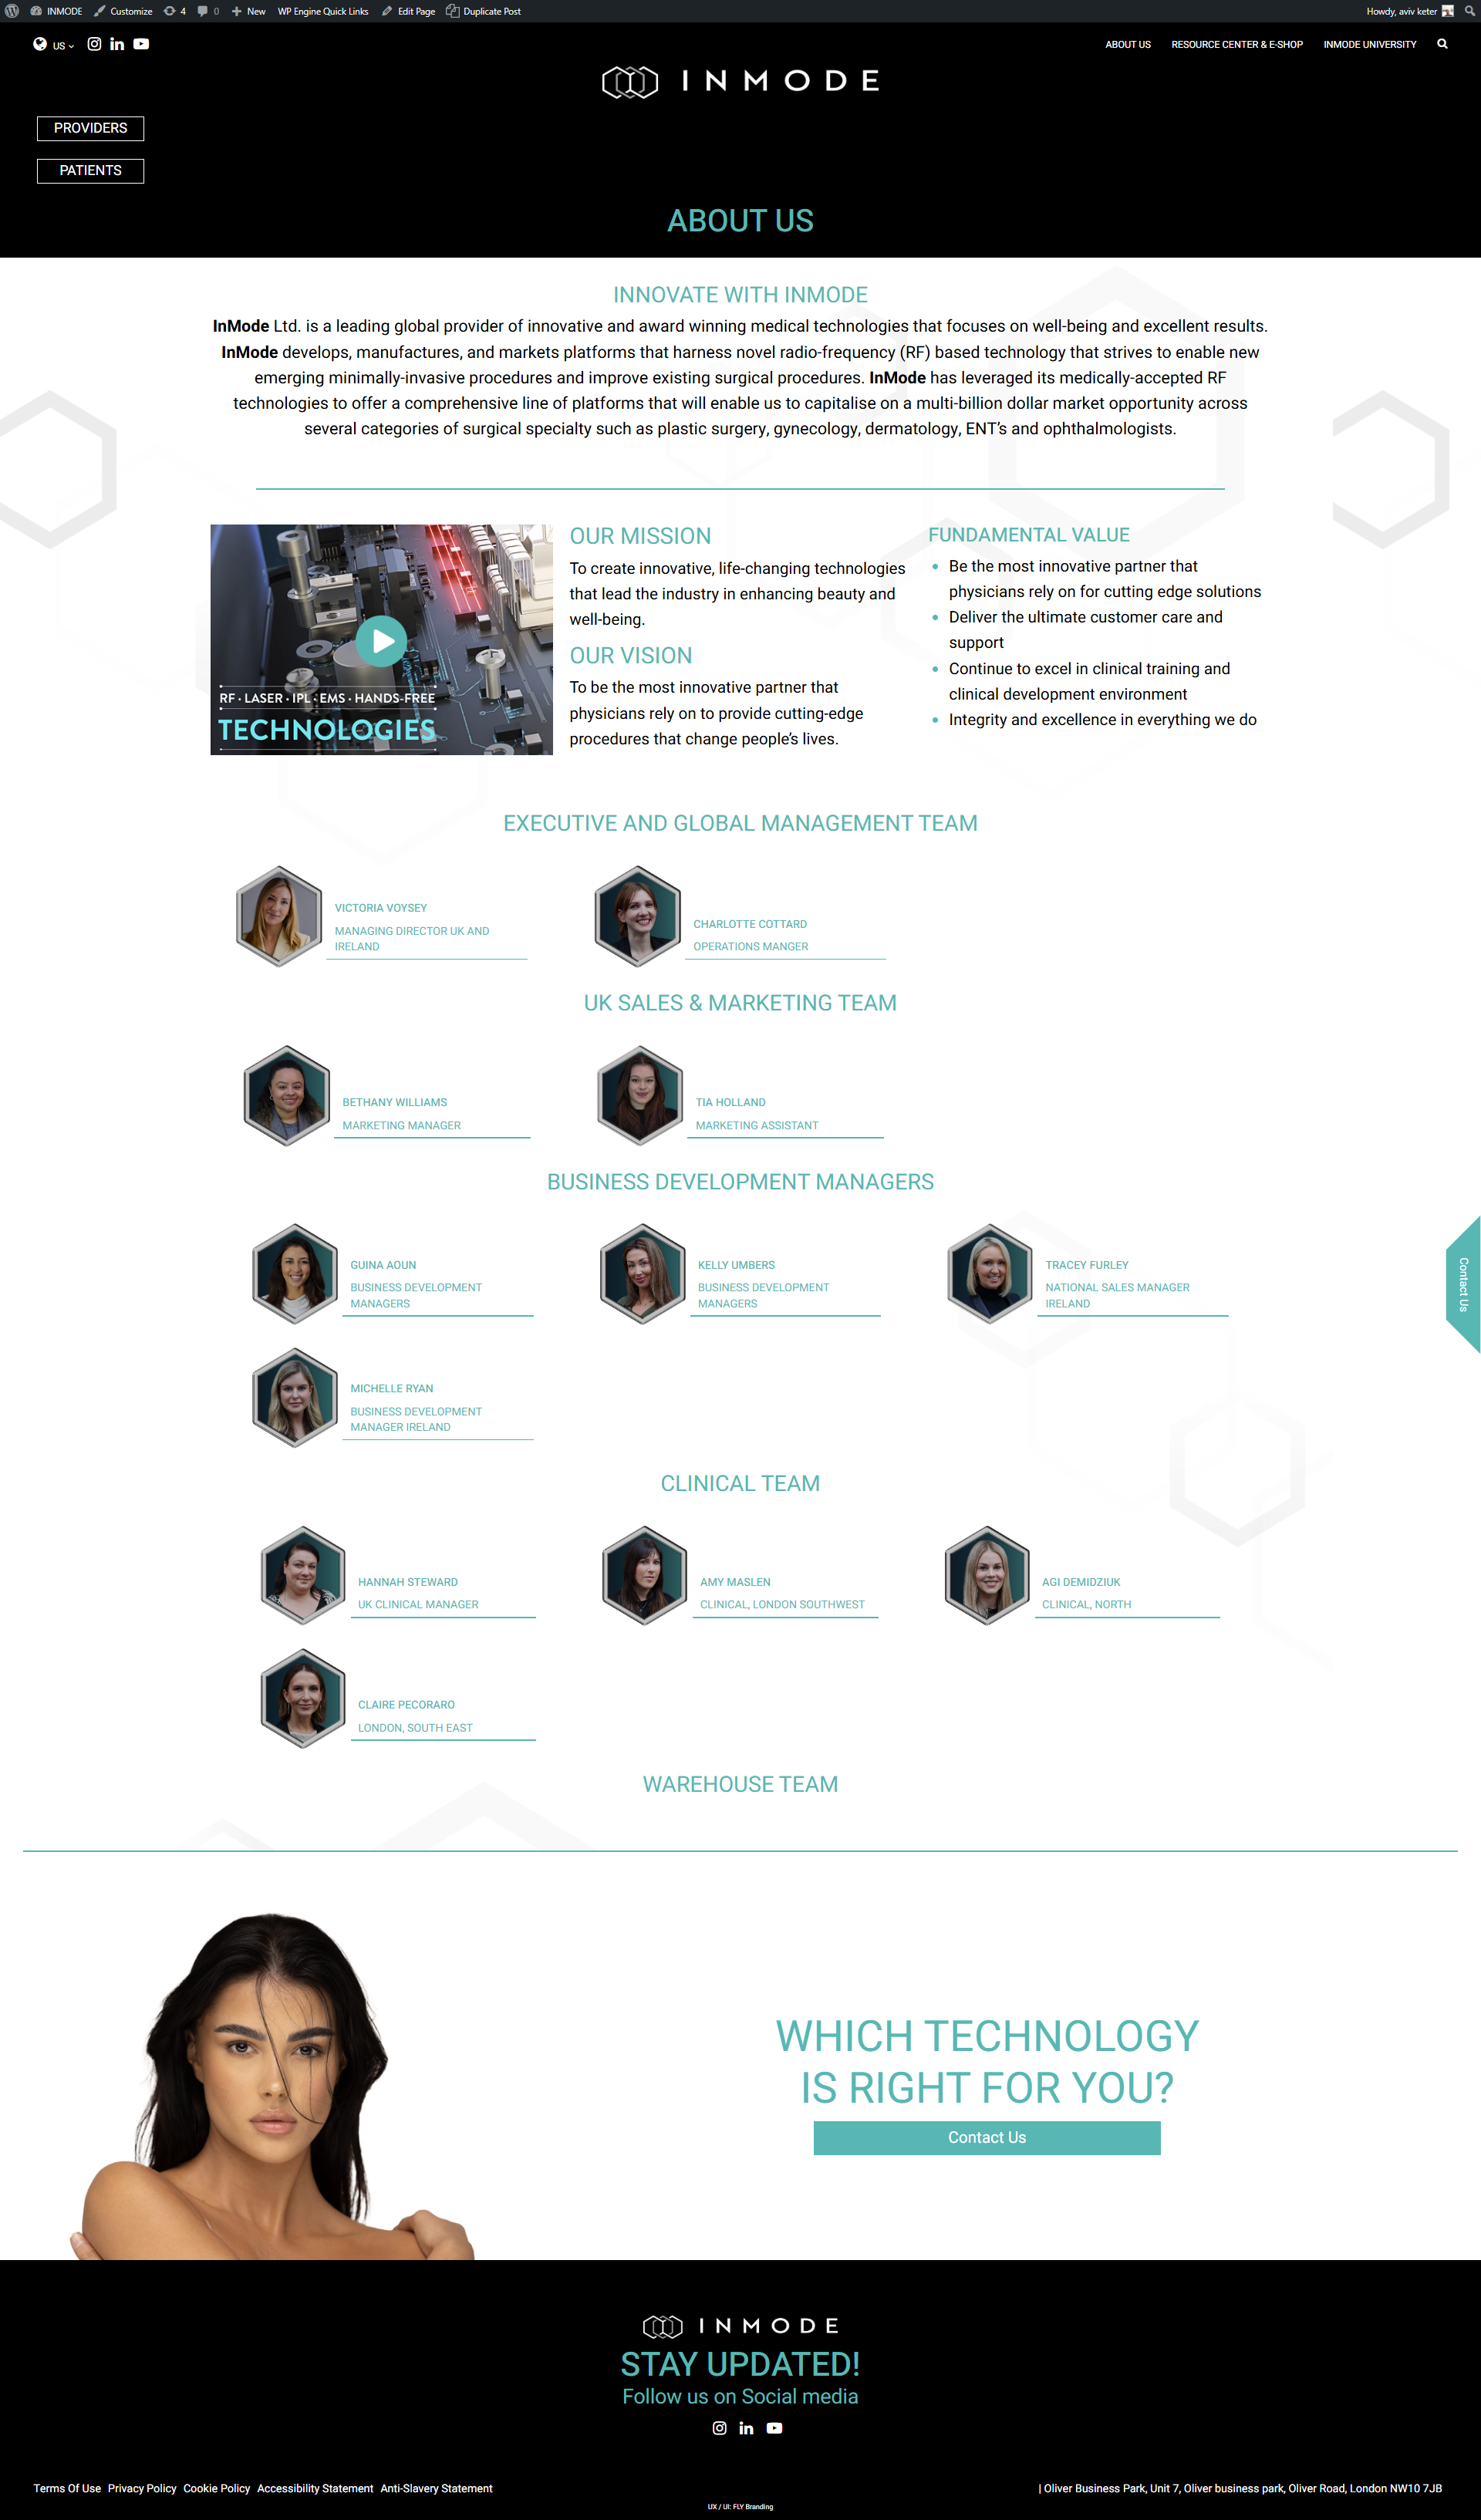 INMODE Customize 4 0 New WP Engine Quick Links Edit Page Duplicate Post Howdy, aviv keter
US ABOUT US RESOURCE CENTER & E-SHOP INMODE UNIVERSITY
INMODE
PROVIDERS
PATIENTS
ABOUT US
INNOVATE WITH INMODE
InMode Ltd. is a leading global provider of innovative and award winning medical technologies that focuses on well-being and excellent results.
InMode develops, manufactures, and markets platforms that harness novel radio-frequency (RF) based technology that strives to enable new
emerging minimally-invasive procedures and improve existing surgical procedures. InMode has leveraged its medically-accepted RF
technologies to offer a comprehensive line of platforms that will enable us to capitalise on a multi-billion dollar market opportunity across
several categories of surgical specialty such as plastic surgery, gynecology, dermatology, ENT's and ophthalmologists.
RF · LASER · IPL · EMS · HANDS-FREE
TECHNOLOGIES
OUR MISSION
To create innovative, life-changing technologies
that lead the industry in enhancing beauty and
well-being.
OUR VISION
To be the most innovative partner that
physicians rely on to provide cutting-edge
procedures that change people's lives.
FUNDAMENTAL VALUE
• Be the most innovative partner that
physicians rely on for cutting edge solutions
• Deliver the ultimate customer care and
support
• Continue to excel in clinical training and
clinical development environment
• Integrity and excellence in everything we do
EXECUTIVE AND GLOBAL MANAGEMENT TEAM
VICTORIA VOYSEY
MANAGING DIRECTOR UK AND
IRELAND
CHARLOTTE COTTARD
OPERATIONS MANGER
UK SALES & MARKETING TEAM
BETHANY WILLIAMS
MARKETING MANAGER
TIA HOLLAND
MARKETING ASSISTANT
BUSINESS DEVELOPMENT MANAGERS
GUINA AOUN
BUSINESS DEVELOPMENT
MANAGERS
KELLY UMBERS
BUSINESS DEVELOPMENT
MANAGERS
TRACEY FURLEY
NATIONAL SALES MANAGER
IRELAND
Contact Us
MICHELLE RYAN
BUSINESS DEVELOPMENT
MANAGER IRELAND
CLINICAL TEAM
HANNAH STEWARD
UK CLINICAL MANAGER
AMY MASLEN
CLINICAL, LONDON SOUTHWEST
AGI DEMIDZIUK
CLINICAL, NORTH
CLAIRE PECORARO
LONDON, SOUTH EAST
WAREHOUSE TEAM
WHICH TECHNOLOGY
IS RIGHT FOR YOU?
Contact Us
INMODE
STAY UPDATED!
Follow us on Social media
Terms Of Use Privacy Policy Cookie Policy Accessibility Statement Anti-Slavery Statement
| Oliver Business Park, Unit 7, Oliver business park, Oliver Road, London NW10 7JB
UX / UI: FLY Branding